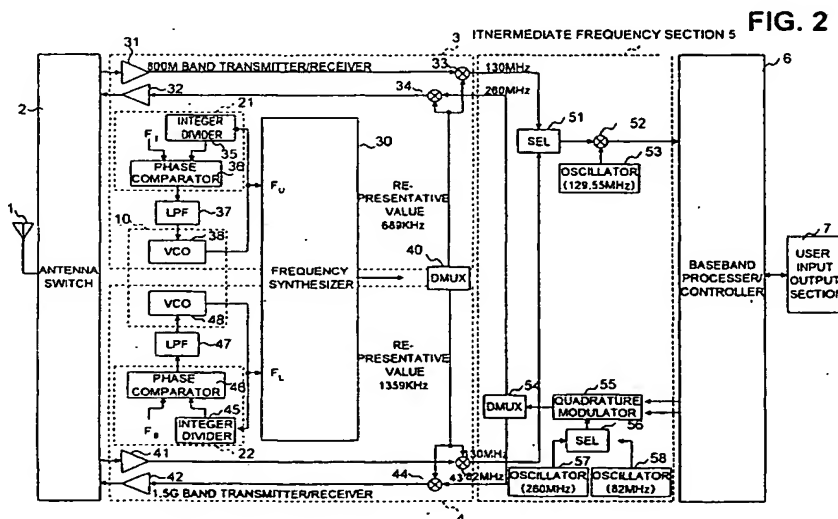 FIG. 2
ITNERMEDIATE FREQUENCY SECTION 5
31
3
6
800M BAND TRANSMITTER/RECEIVER
33
130MHz
32
34
260MHz
2
21
INTEGER
DIVIDER
30
51
52
F1
35
SEL
PHASE
COMPARATOR
36
FU
RE-
PRESENTATIVE
VALUE
689KHz
OSCILLATOR
(129.55MHz)
53
1
LPF
37
10
VCO
38
40
7
USER
INPUT
OUTPUT
SECTION
ANTENNA
SWITCH
FREQUENCY
SYNTHESIZER
DMUX
BASEBAND
PROCESSER/
CONTROLLER
VCO
48
LPF
47
FL
RE-
PRESENTATIVE
VALUE
1359KHz
54
55
PHASE
COMPARATOR
46
DMUX
QUADRATURE
MODULATOR
45
INTEGER
DIVIDER
22
56
SEL
41
130MHz
57
58
42
44
43
82MHz
OSCILLATOR
(260MHz)
OSCILLATOR
(82MHz)
1.5G BAND TRANSMITTER/RECEIVER
4